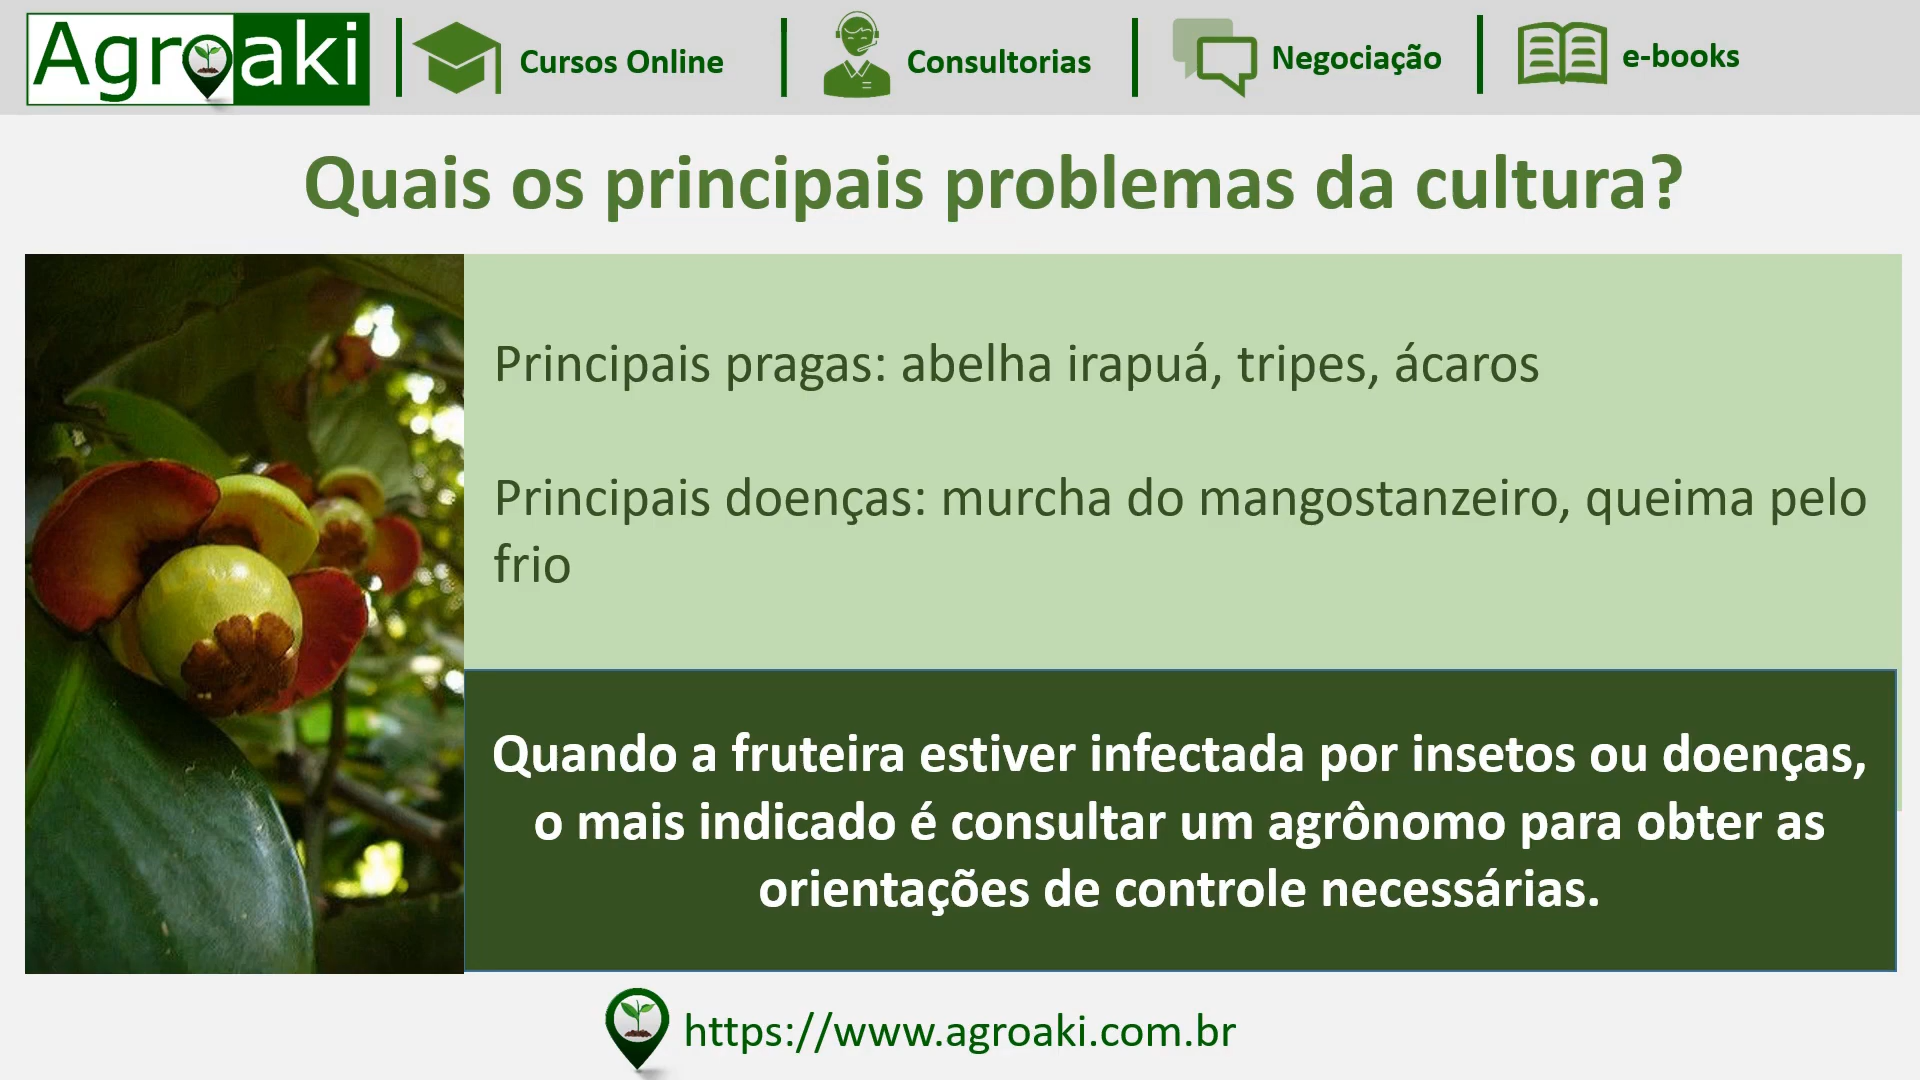 Agroaki
Cursos Online
Consultorias
Negociação
e-books
Quais os principais problemas da cultura?
Principais pragas: abelha irapuá, tripes, ácaros
Principais doenças: murcha do mangostanzeiro, queima pelo
frio
Quando a fruteira estiver infectada por insetos ou doenças,
o mais indicado é consultar um agrônomo para obter as
orientações de controle necessárias.
https://www.agroaki.com.br